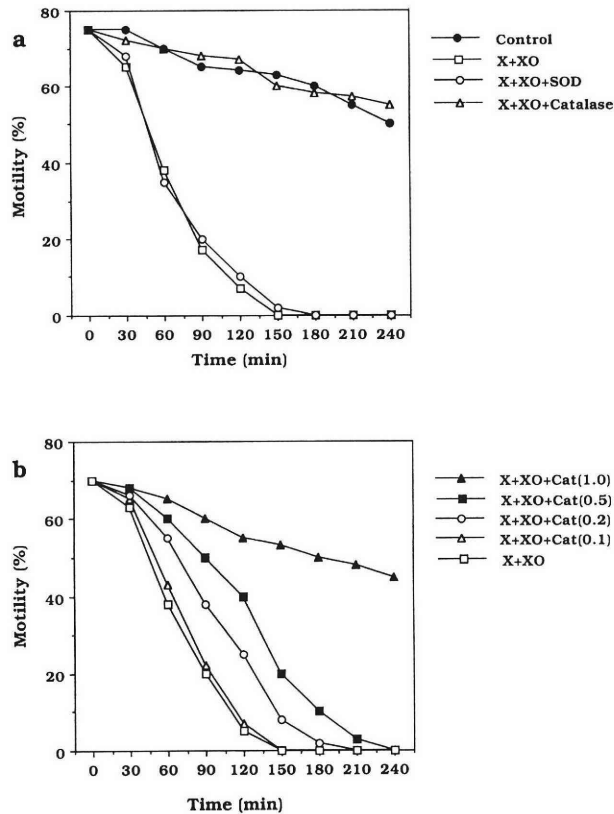 a
Motility (%)
80
60
40
20
0
0 30 60 90 120 150 180 210 240
Time (min)
Control
X+XO
X+XO+SOD
X+XO+Catalase
b
Motility (%)
80
60
40
20
0
0 30 60 90 120 150 180 210 240
Time (min)
X+XO+Cat(1.0)
X+XO+Cat(0.5)
X+XO+Cat(0.2)
X+XO+Cat(0.1)
X+XO